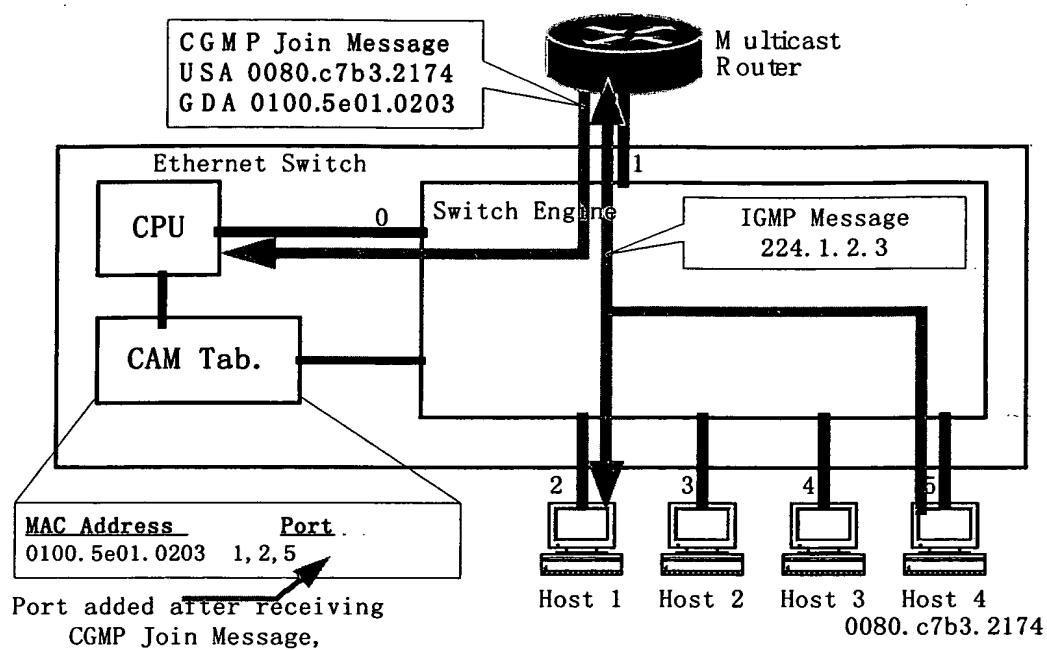 CGMP Join Message
USA 0080.c7b3.2174
GDA 0100.5e01.0203
Multicast
Router
Ethernet Switch
1
CPU
0
Switch Engine
IGMP Message
224.1.2.3
CAM Tab.
2
3
4
5
MAC Address Port
0100.5e01.0203 1,2,5
Host 1
Host 2
Host 3
Host 4
0080.c7b3.2174
Port added after receiving
CGMP Join Message,